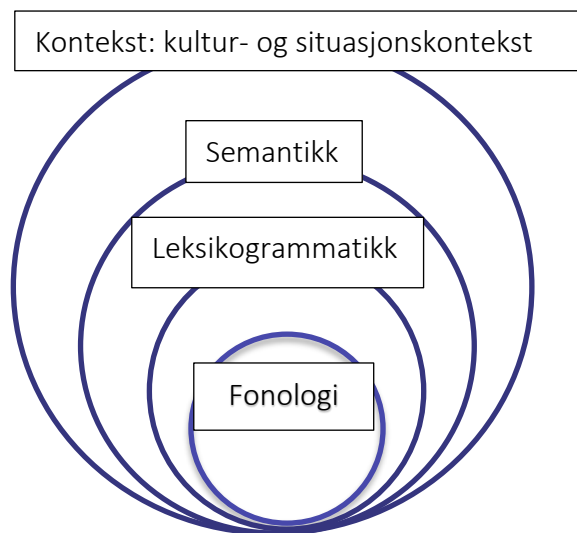 Kontekst: kultur- og situasjonskontekst
Semantikk
Leksikogrammatikk
Fonologi